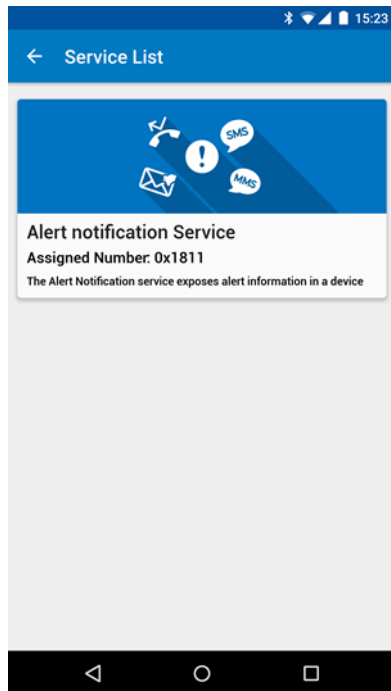 15:23
Service List
SMS
MMS
Alert notification Service
Assigned Number: 0x1811
The Alert Notification service exposes alert information in a device